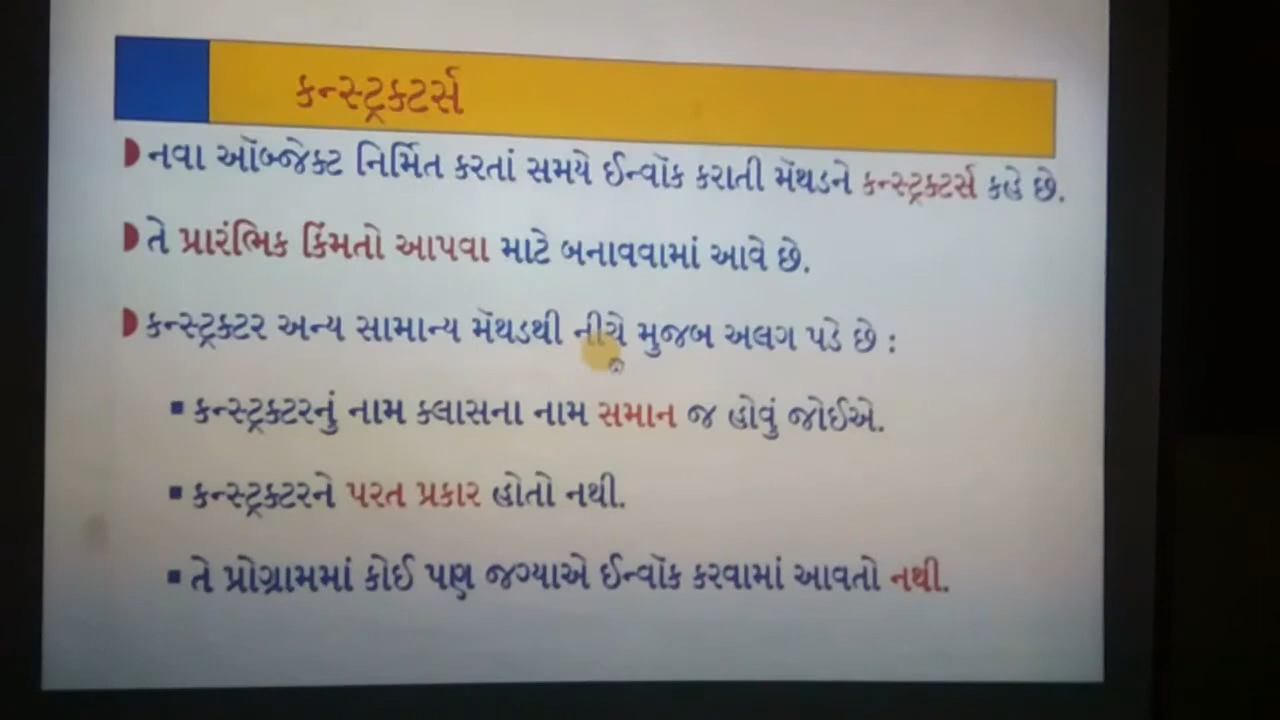 કન્સ્ટ્રક્ટર્સ
નવા ઑબ્જેક્ટ નિર્મિત કરતાં સમયે ઈન્વૉક કરાતી મૅથડને કન્સ્ટ્રક્ટર્સ કહે છે.
તે પ્રારંભિક કિંમતો આપવા માટે બનાવવામાં આવે છે.
કન્સ્ટ્રક્ટર અન્ય સામાન્ય મૅથડથી નીચે મુજબ અલગ પડે છે :
કન્સ્ટ્રક્ટરનું નામ ક્લાસના નામ સમાન જ હોવું જોઈએ.
કન્સ્ટ્રક્ટરને પરત પ્રકાર હોતો નથી.
તે પ્રોગ્રામમાં કોઈ પણ જગ્યાએ ઈન્વૉક કરવામાં આવતો નથી.